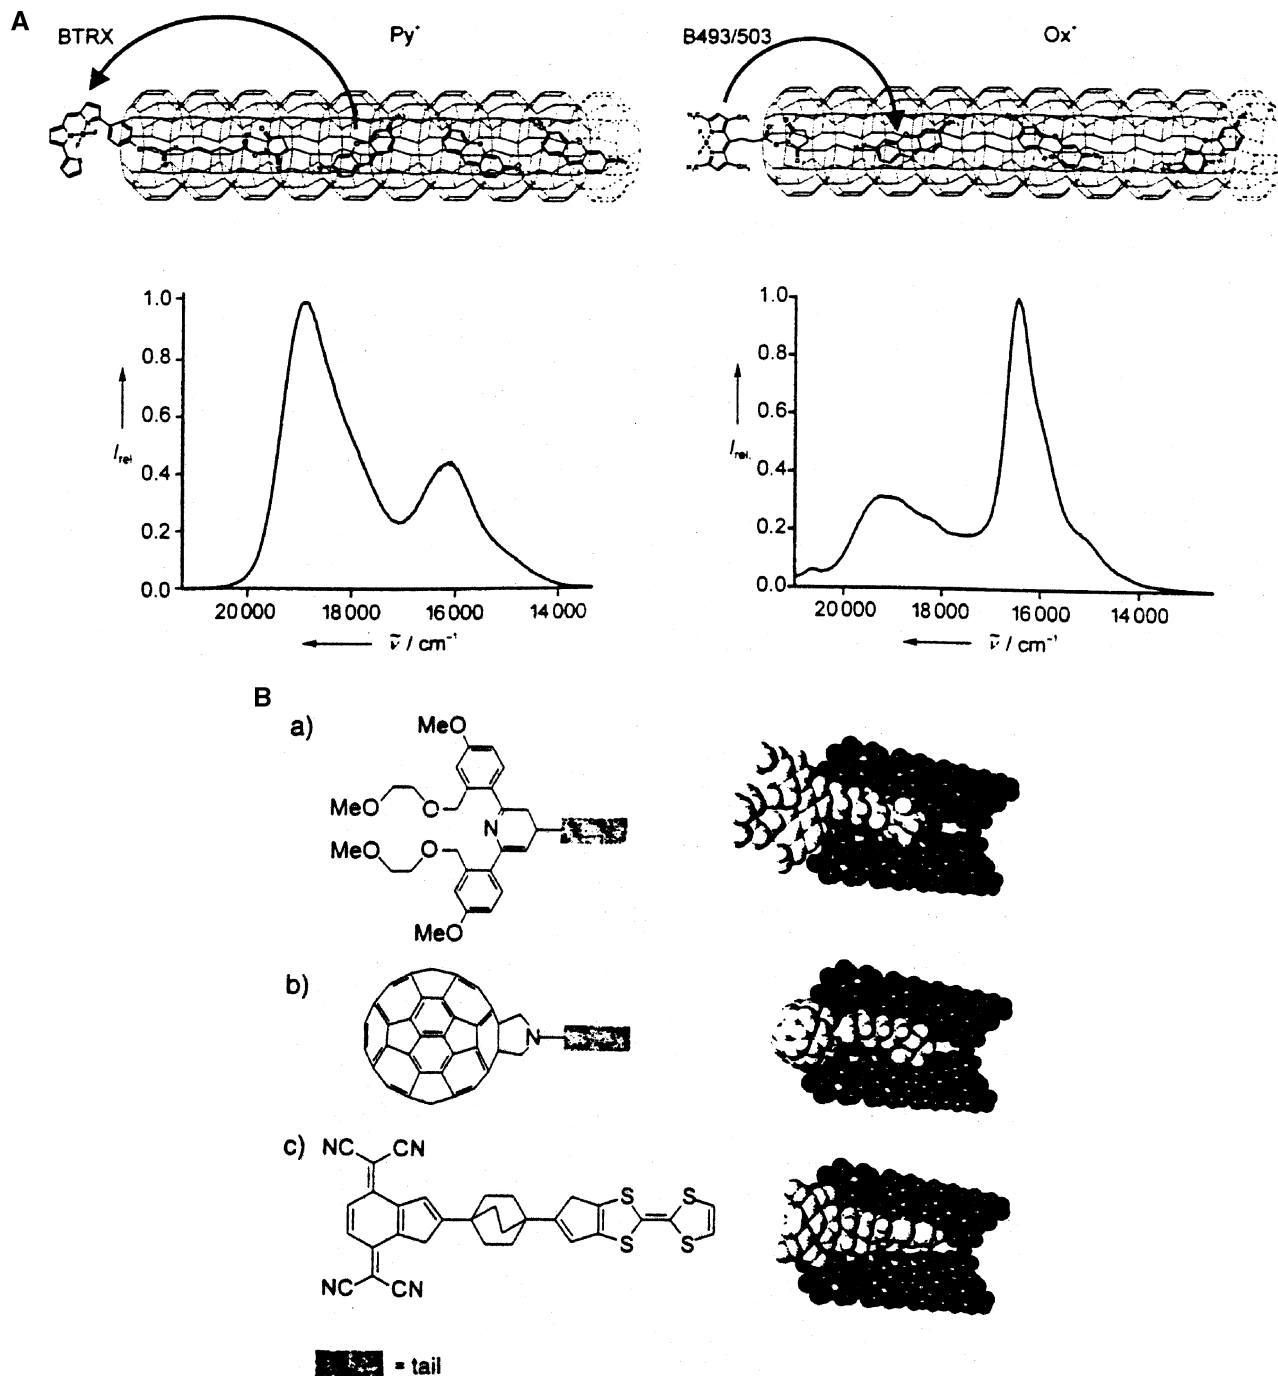 A
BTRX
Py+
B493/503
Ox+
1.0
0.8
0.6
0.4
0.2
0.0
Irel.
20000 18000 16000 14000
ṽ / cm⁻¹
1.0
0.8
0.6
0.4
0.2
0.0
Irel.
20000 18000 16000 14000
ṽ / cm⁻¹
B
a)
MeO
MeO O
N
MeO O
MeO
b)
N
c)
NC CN
S S
S S
NC CN
= tail